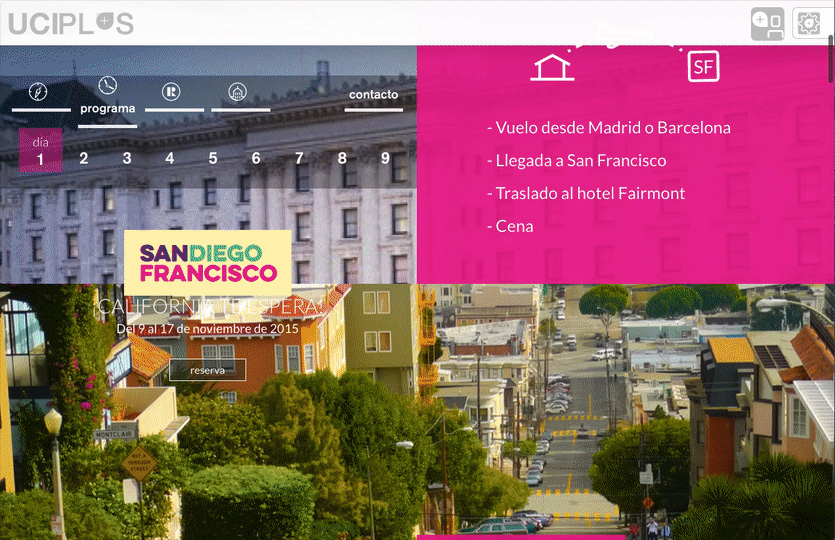 UCIPLUS
SF
programa
contacto
día
1 2 3 4 5 6 7 8 9
- Vuelo desde Madrid o Barcelona
- Llegada a San Francisco
- Traslado al hotel Fairmont
- Cena
SANDIEGO
FRANCISCO
¡CALIFORNIA TE ESPERA!
Del 9 al 17 de noviembre de 2015
reserva
MONTCLAIR